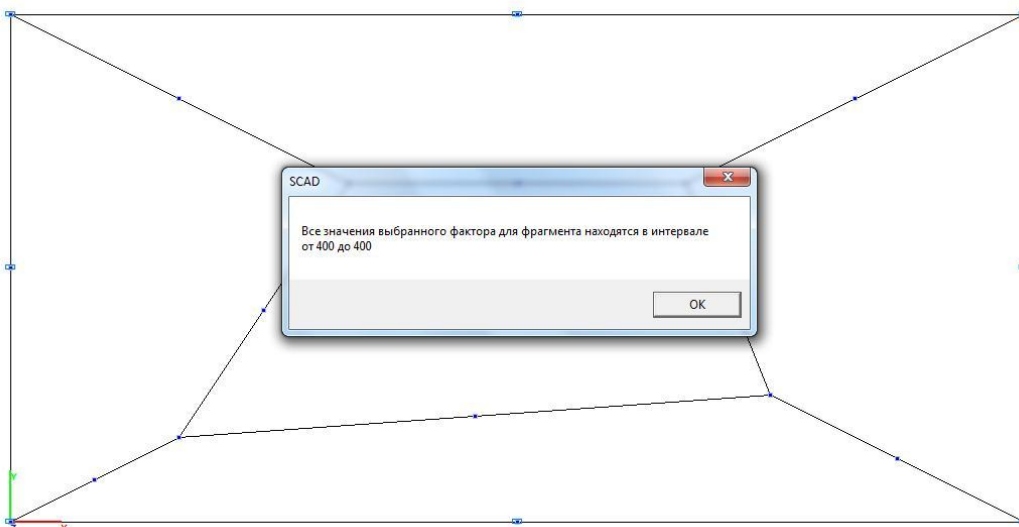 SCAD
Все значения выбранного фактора для фрагмента находятся в интервале
от 400 до 400
OK
Y
X